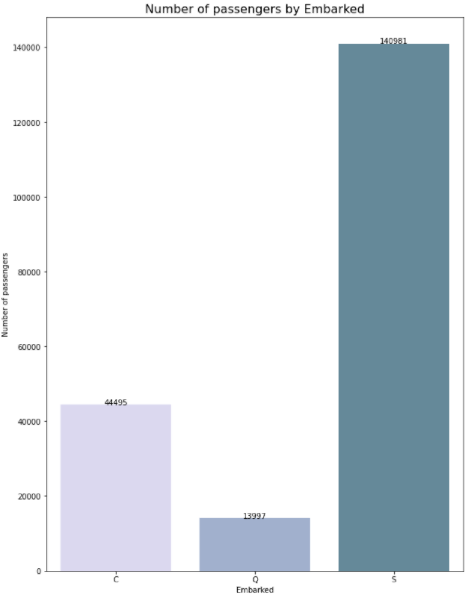 Number of passengers by Embarked
Number of passengers
140000
120000
100000
80000
60000
40000
20000
0
44495
13997
140981
C
Q
S
Embarked